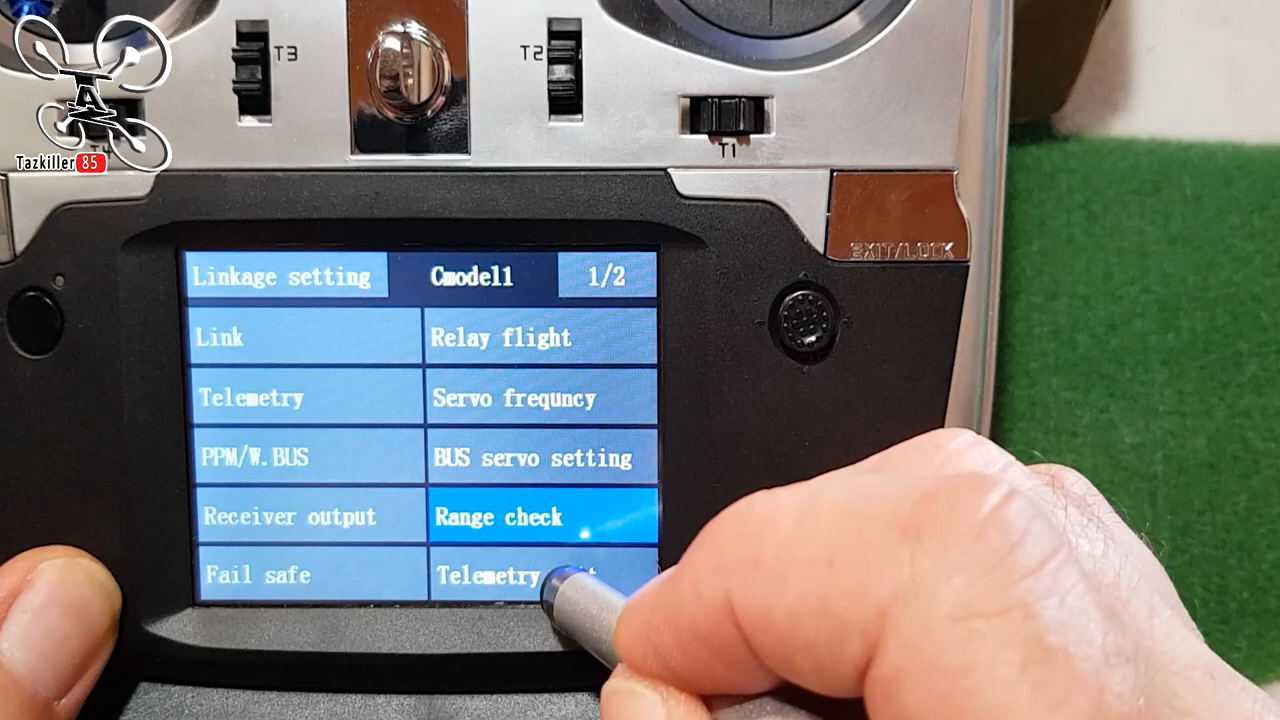 T3
T2
T1
Tazkiller 85
EXIT/LOCK
Linkage setting
Cmodel1
1/2
Link
Relay flight
Telemetry
Servo frequncy
PPM/W.BUS
BUS servo setting
Receiver output
Range check
Fail safe
Telemetry